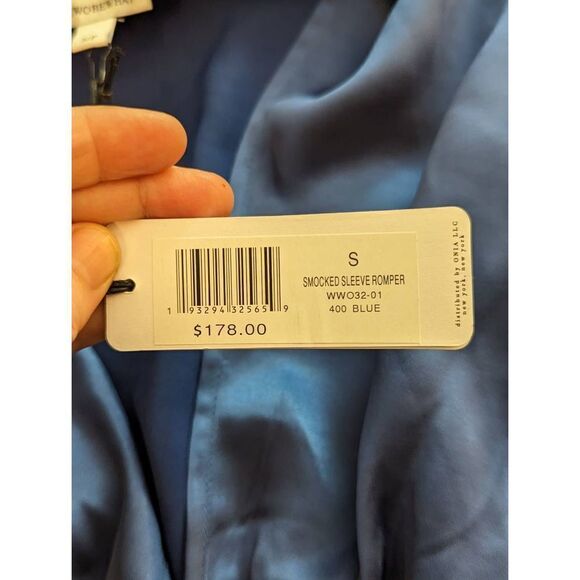 S
SMOCKED SLEEVE ROMPER
WWO32-01
400 BLUE
1 93294 32565 9
$178.00
distributed by ONIA LLC
new york, new york